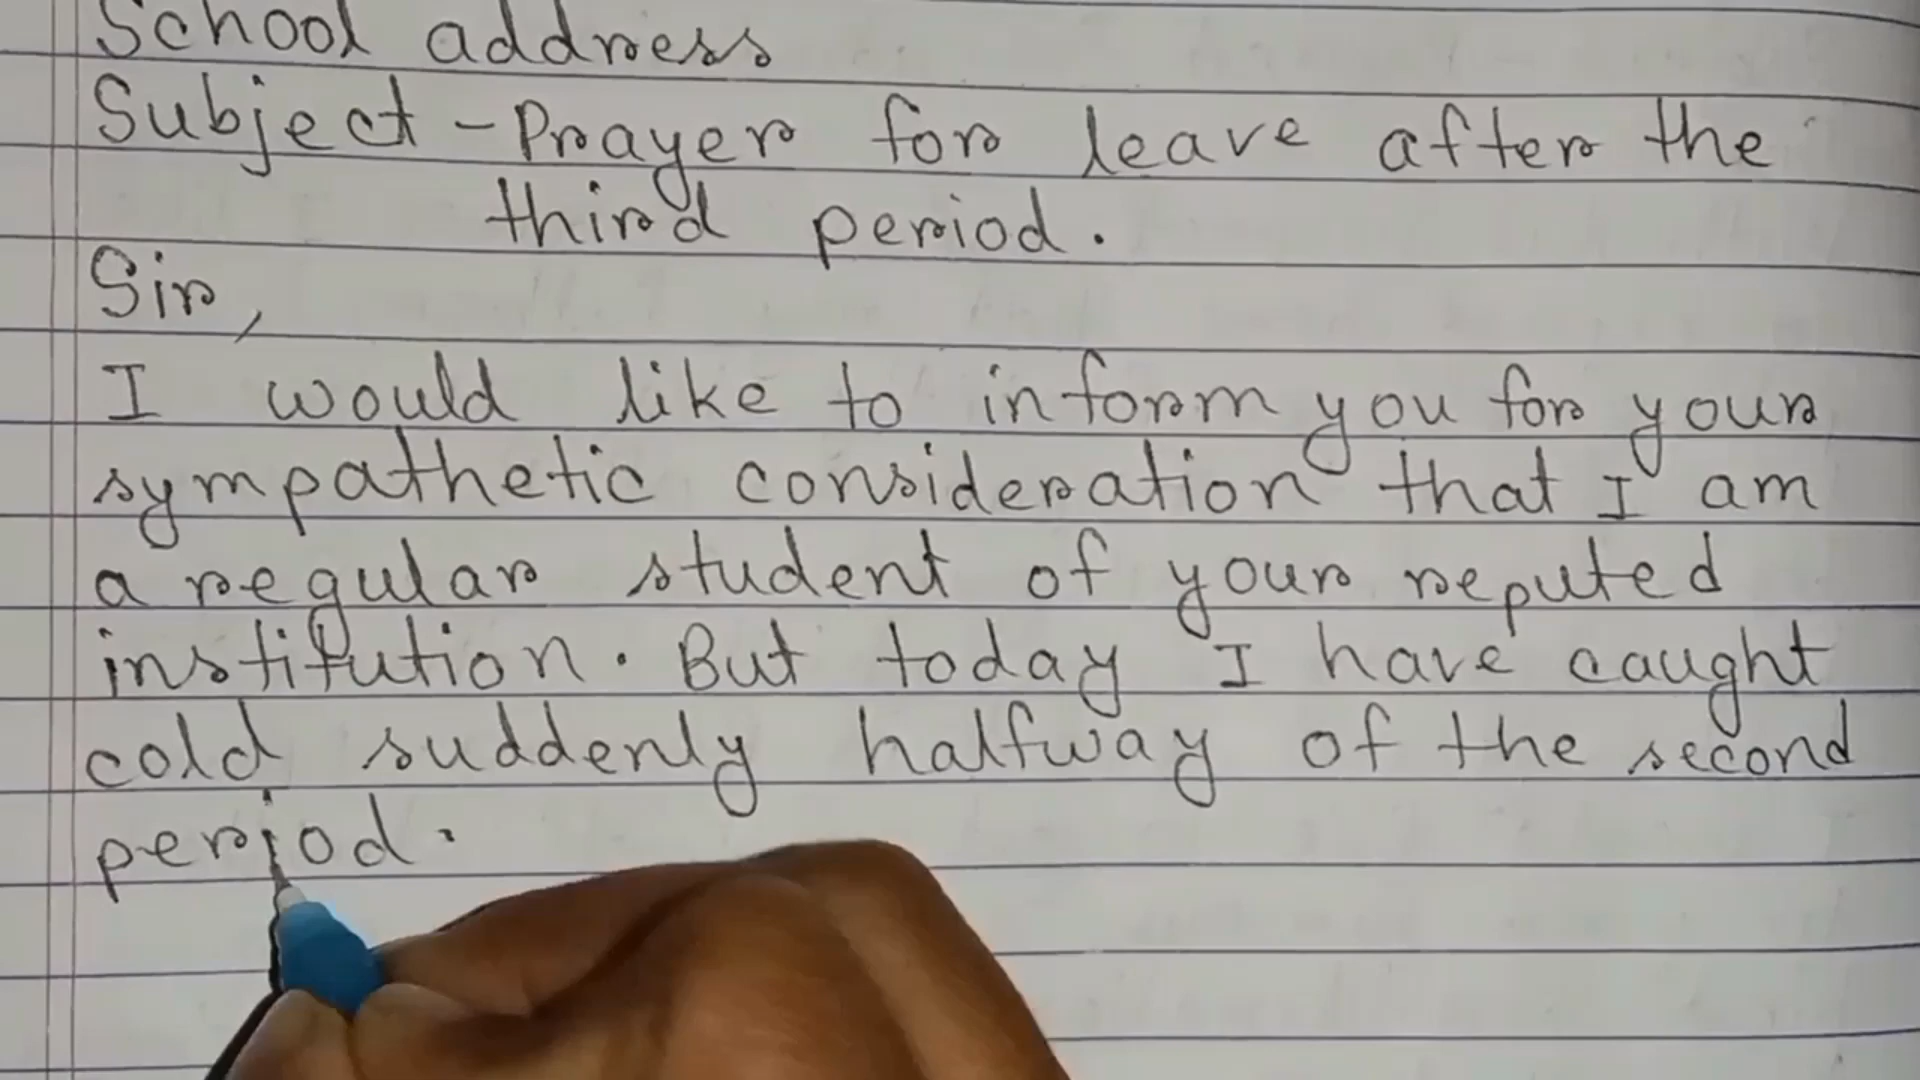 School address
Subject - Prayer for leave after the
third period.
Sir,
I would like to inform you for your
sympathetic consideration that I am
a regular student of your reputed
institution. But today I have caught
cold suddenly halfway of the second
period.